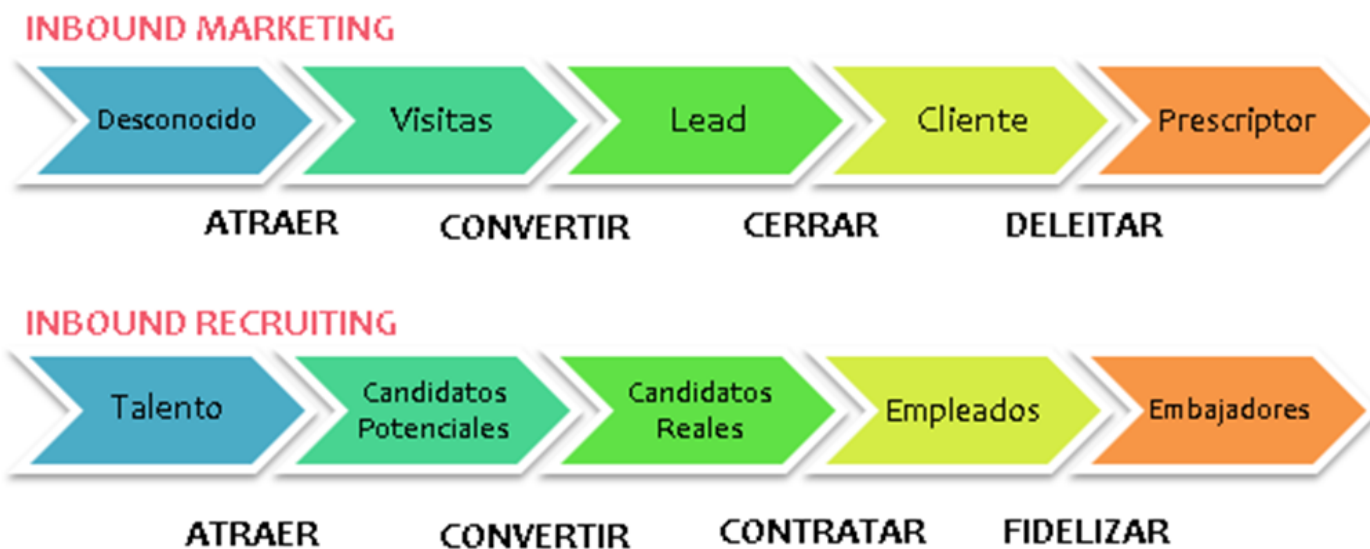 INBOUND MARKETING
Desconocido Visitas Lead Cliente Prescriptor
ATRAER CONVERTIR CERRAR DELEITAR
INBOUND RECRUITING
Talento
Candidatos
Potenciales
Candidatos
Reales
Empleados
Embajadores
ATRAER CONVERTIR CONTRATAR FIDELIZAR